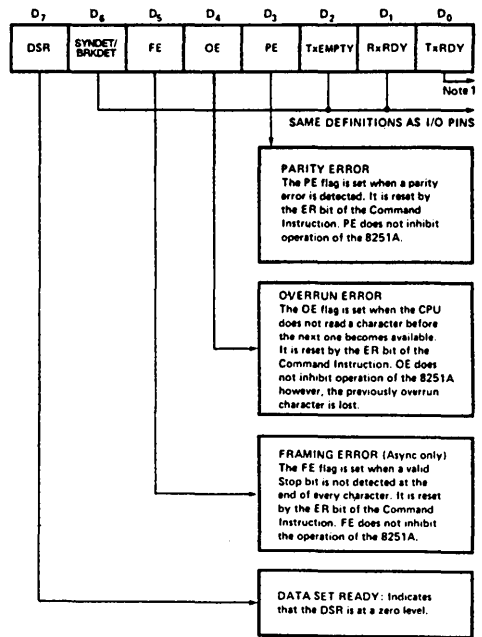 D7 D6 D5 D4 D3 D2 D1 D0
DSR SYNDET/ BRKDET FE OE PE TxEMPTY RxRDY TxRDY
Note 1
SAME DEFINITIONS AS I/O PINS
PARITY ERROR
The PE flag is set when a parity
error is detected. It is reset by
the ER bit of the Command
Instruction. PE does not inhibit
operation of the 8251A.
OVERRUN ERROR
The OE flag is set when the CPU
does not read a character before
the next one becomes available.
It is reset by the ER bit of the
Command Instruction. OE does
not inhibit operation of the 8251A
however, the previously overrun
character is lost.
FRAMING ERROR (Async only)
The FE flag is set when a valid
Stop bit is not detected at the
end of every character. It is reset
by the ER bit of the Command
Instruction. FE does not inhibit
the operation of the 8251A.
DATA SET READY: Indicates
that the DSR is at a zero level.